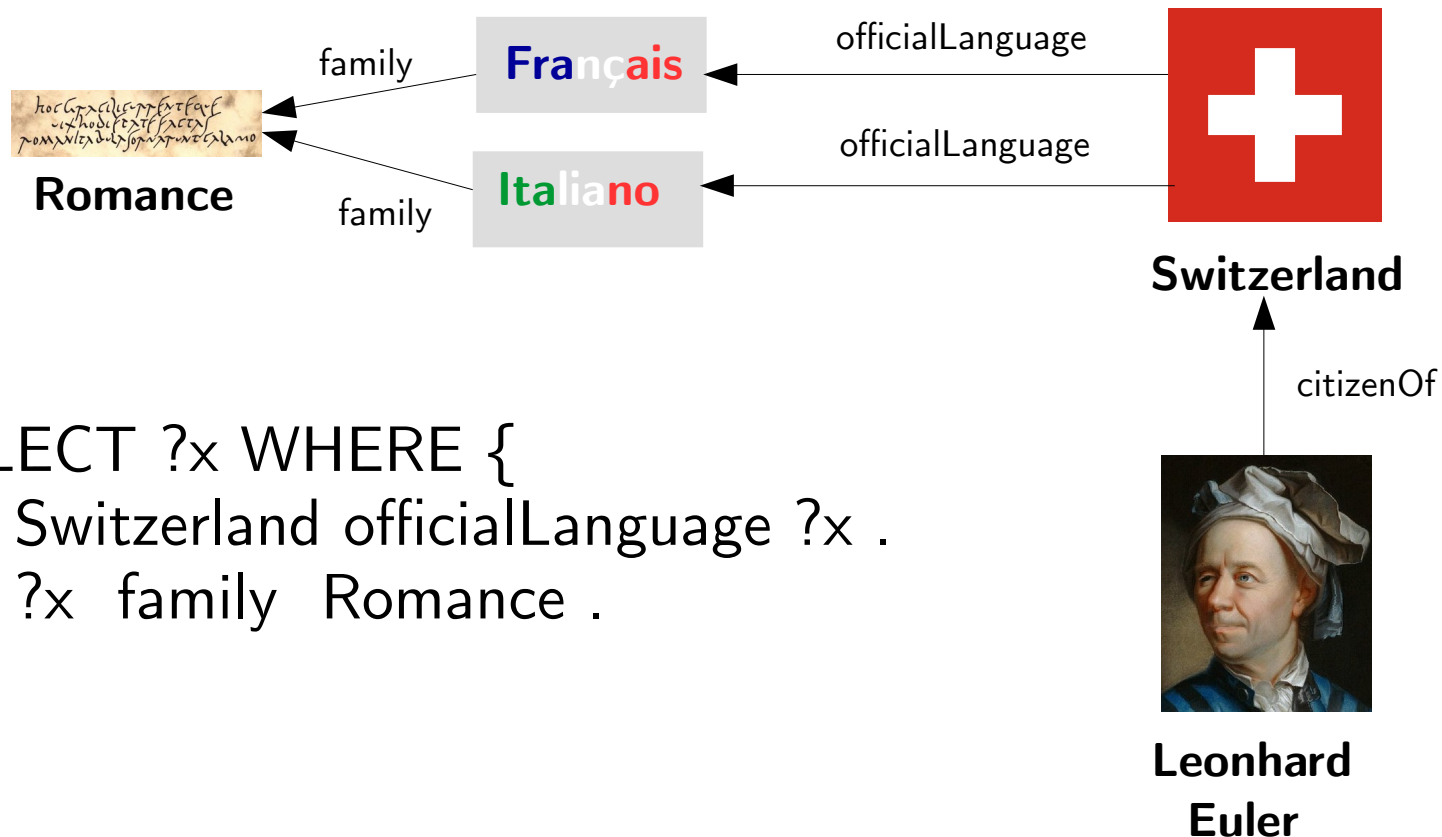 officialLanguage
family
Français
officialLanguage
Romance
Italiano
family
Switzerland
citizenOf
LECT ?x WHERE {
Switzerland officialLanguage ?x .
?x family Romance .
Leonhard
Euler